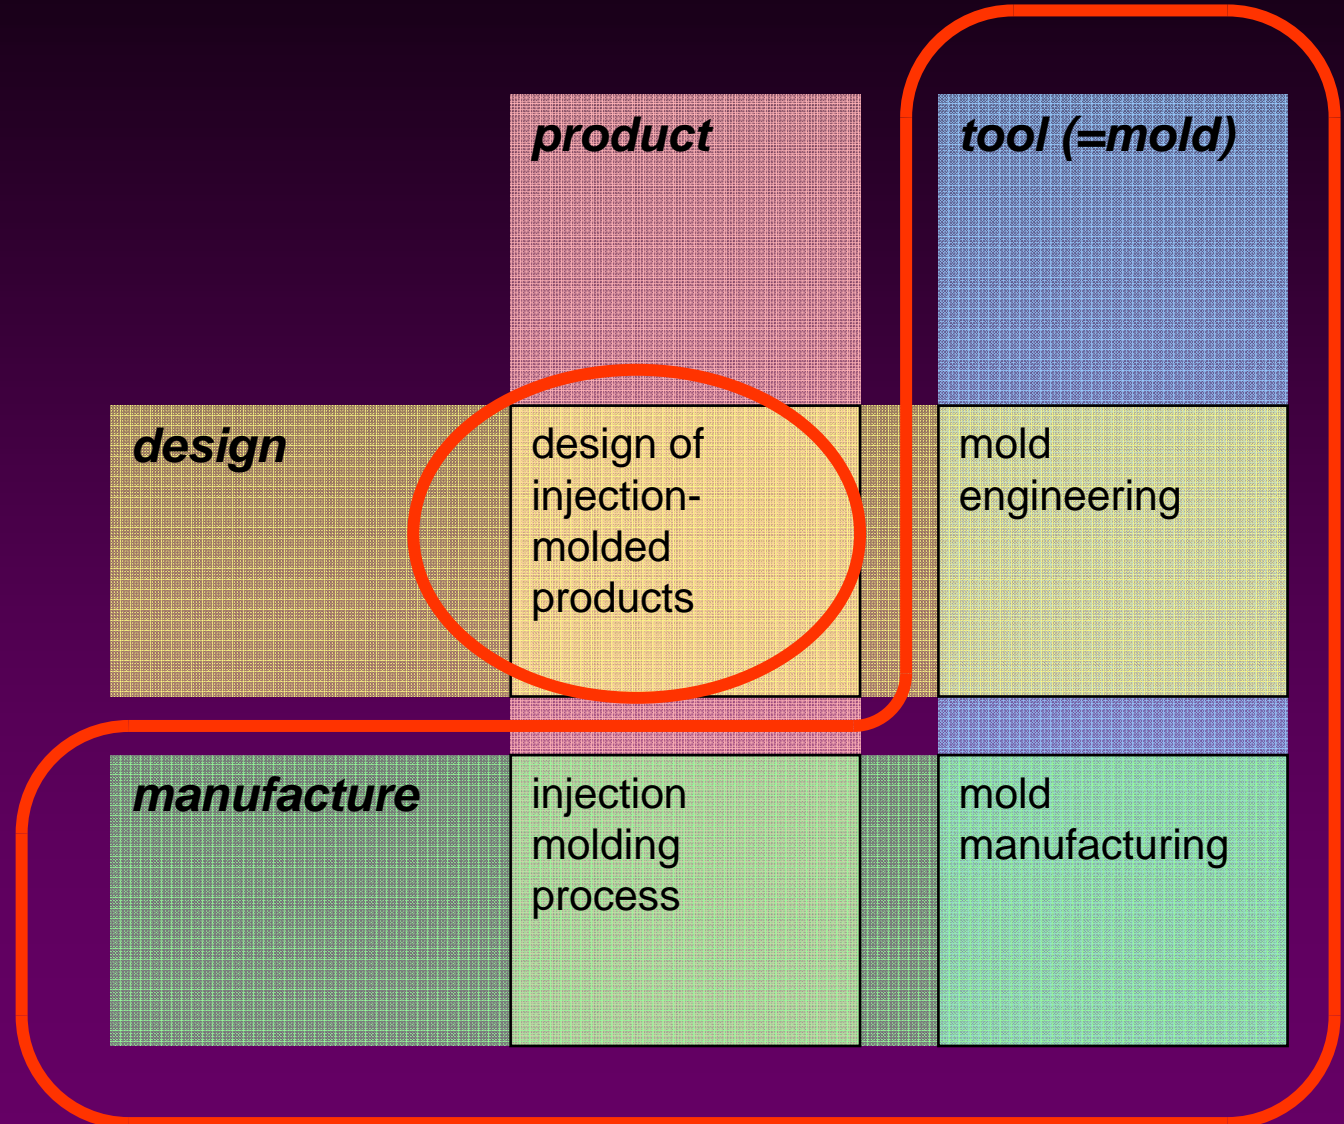 product
tool (=mold)
design
design of
injection-
molded
products
mold
engineering
manufacture
injection
molding
process
mold
manufacturing